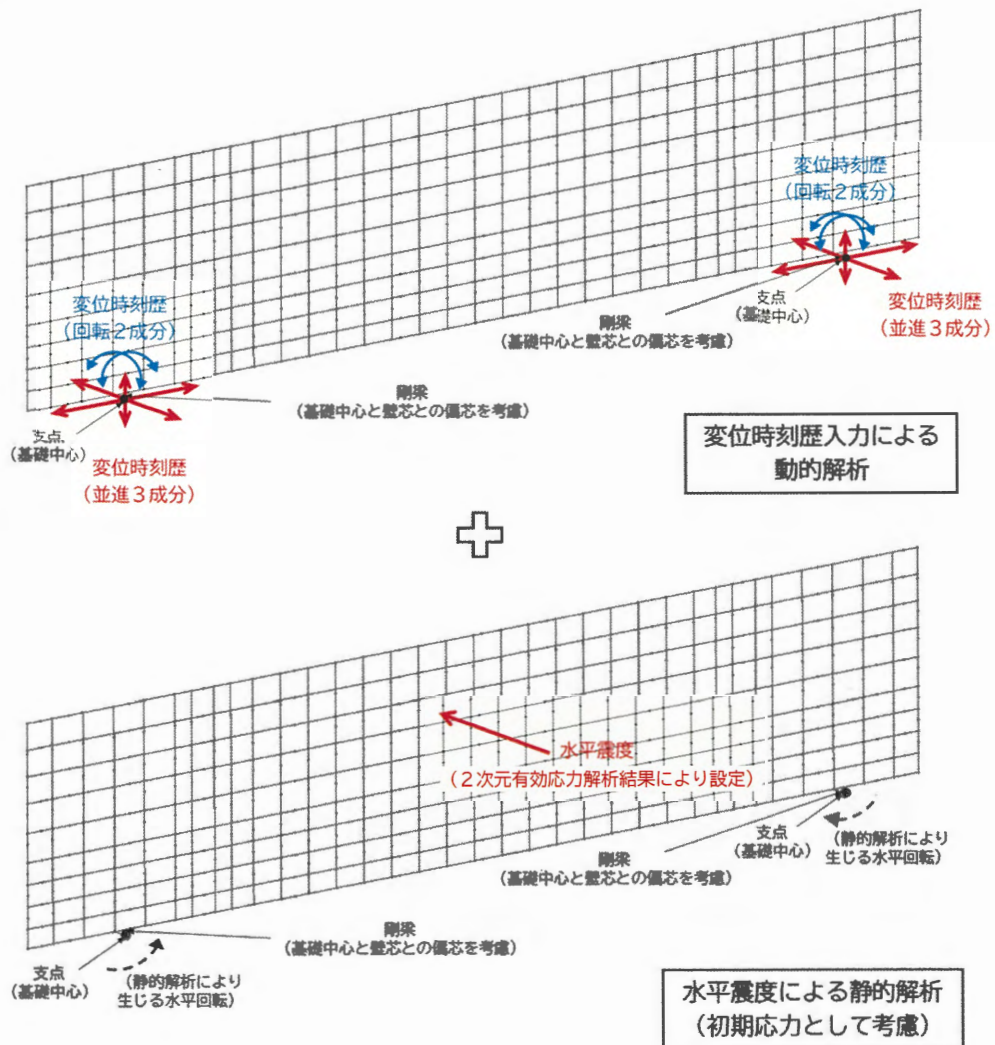 変位時刻歴
(回転2成分)
変位時刻歴
(回転2成分)
支点
(基礎中心)
変位時刻歴
(並進3成分)
剛梁
(基礎中心と壁芯との偏芯を考慮)
剛梁
(基礎中心と壁芯との偏芯を考慮)
支点
(基礎中心)
変位時刻歴
(並進3成分)
変位時刻歴入力による
動的解析
水平震度
(2次元有効応力解析結果により設定)
支点
(基礎中心)
(静的解析により
生じる水平回転)
剛梁
(基礎中心と壁芯との偏芯を考慮)
剛梁
(基礎中心と壁芯との偏芯を考慮)
支点
(基礎中心)
(静的解析により
生じる水平回転)
水平震度による静的解析
(初期応力として考慮)